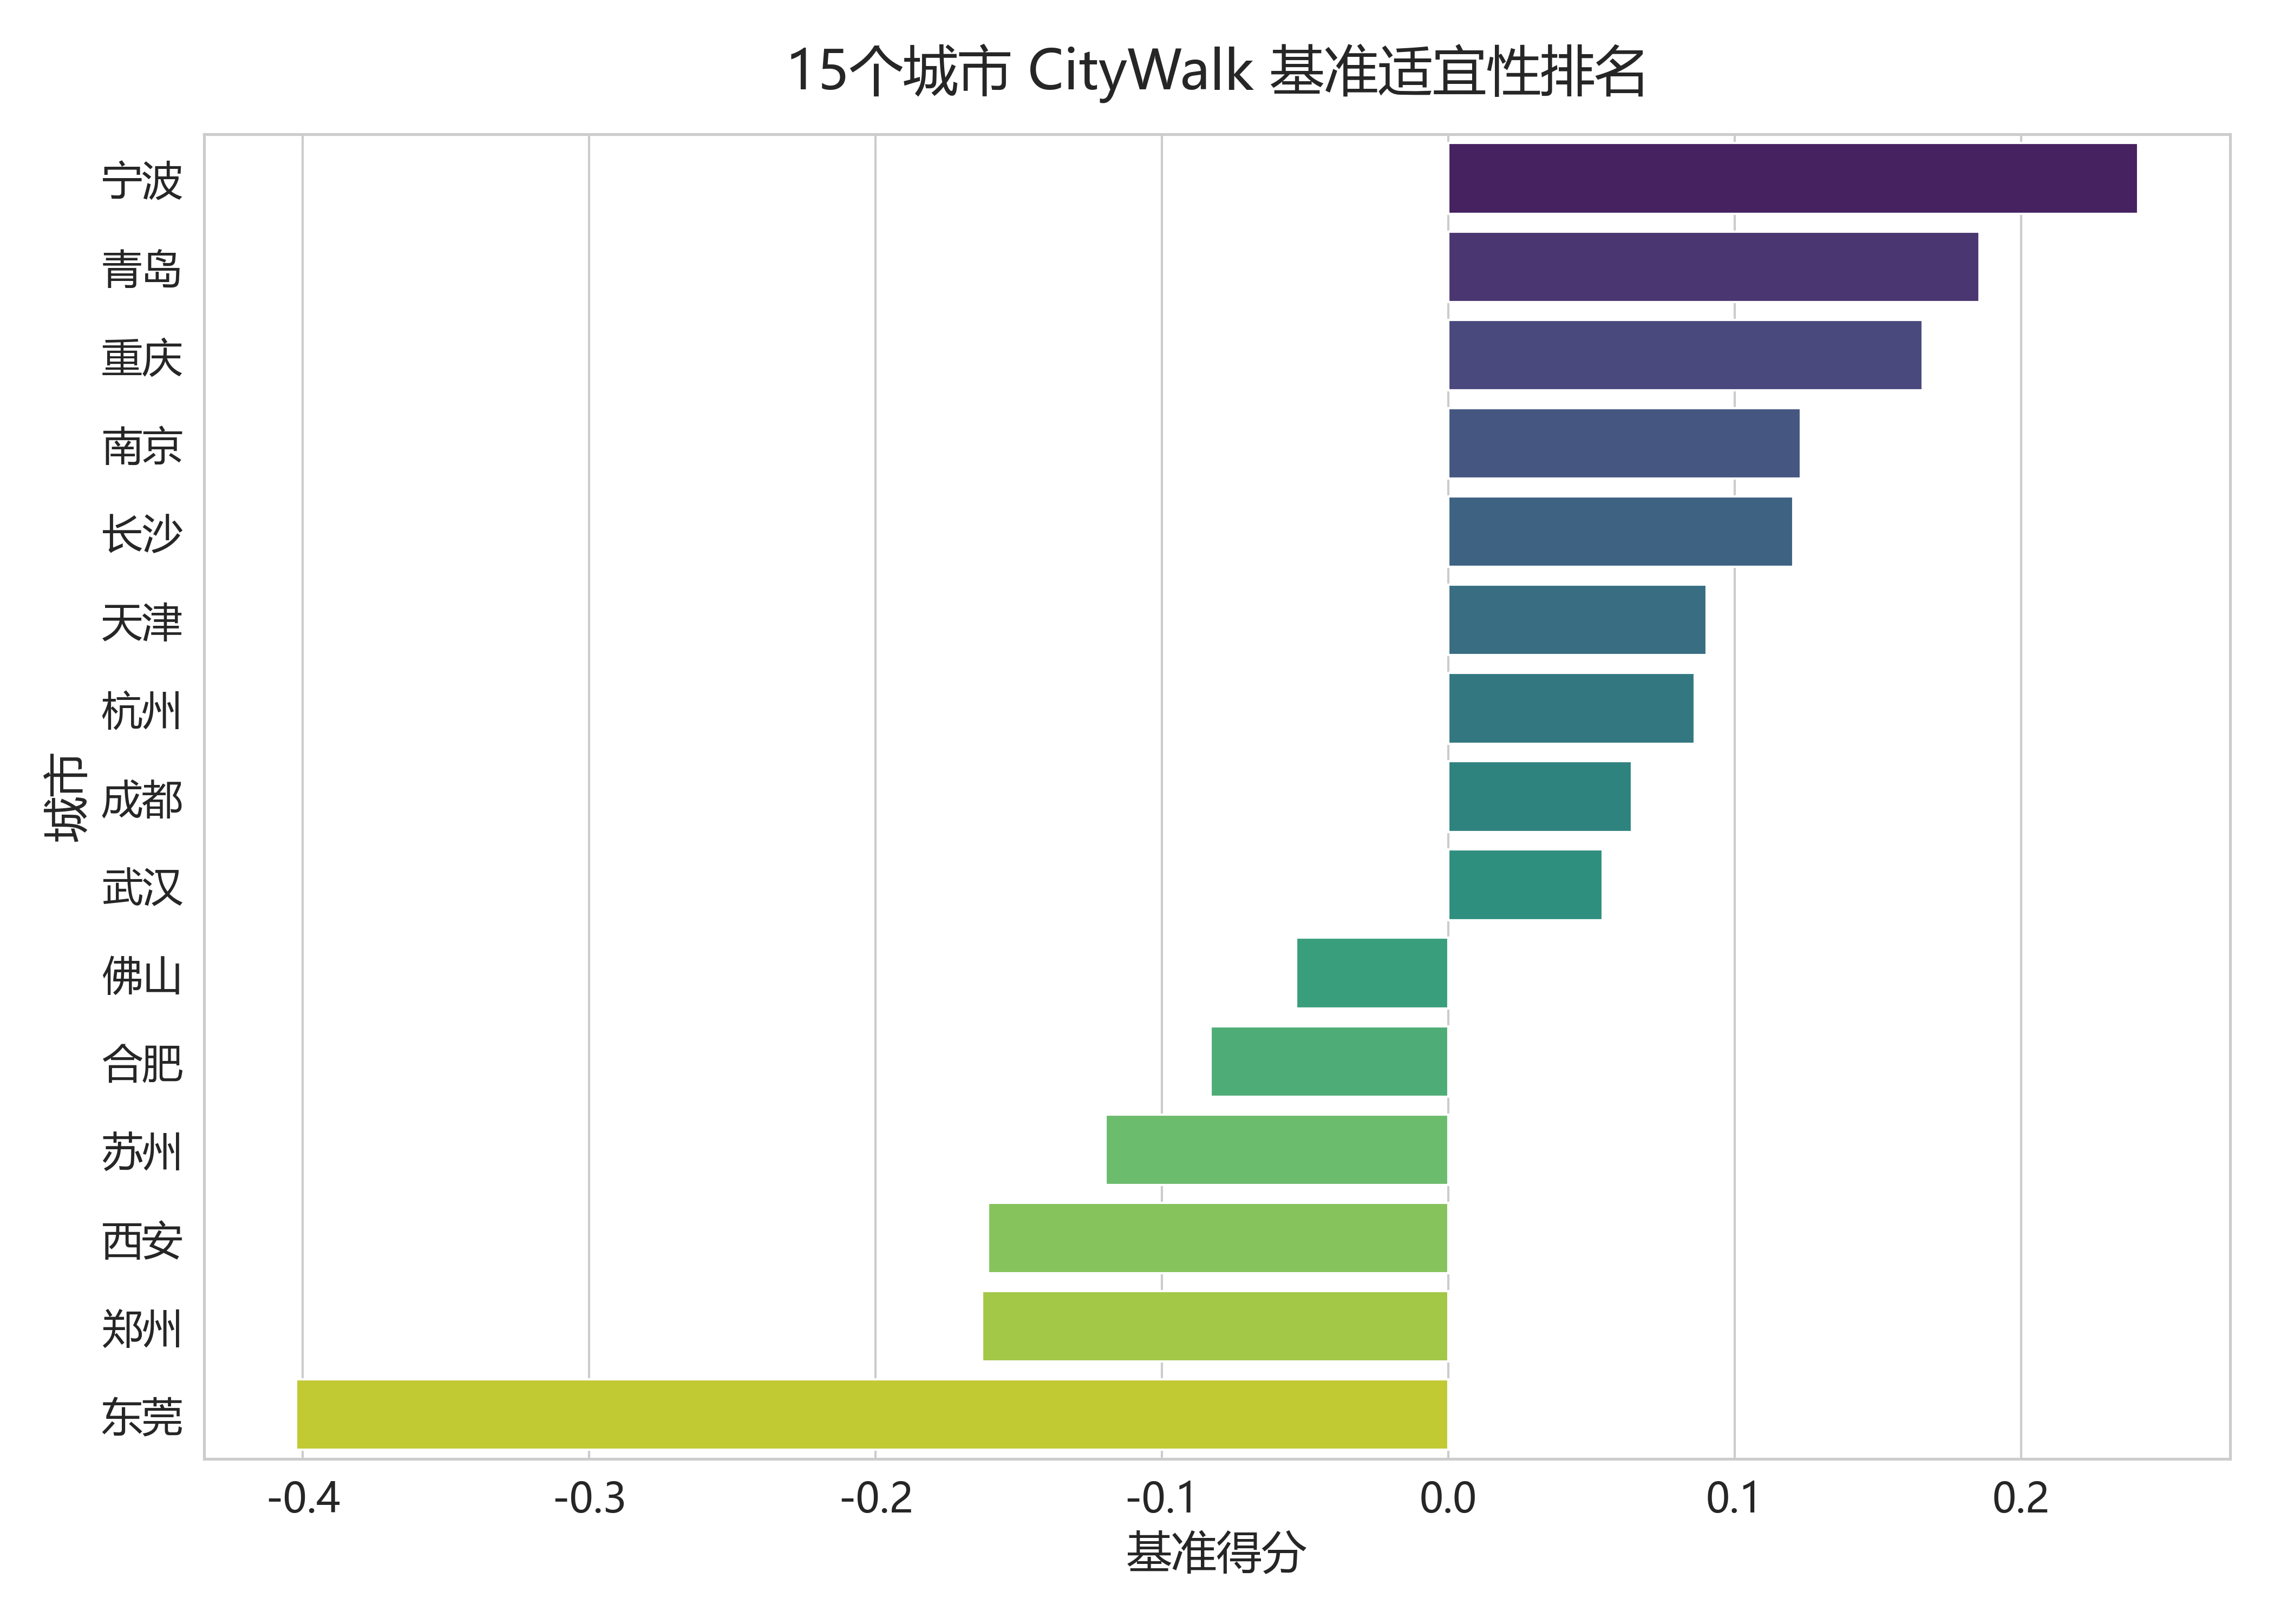 15个城市 CityWalk 基准适宜性排名
宁波
青岛
重庆
南京
长沙
天津
杭州
成都
武汉
佛山
合肥
苏州
西安
郑州
东莞
城市
-0.4 -0.3 -0.2 -0.1 0.0 0.1 0.2
基准得分